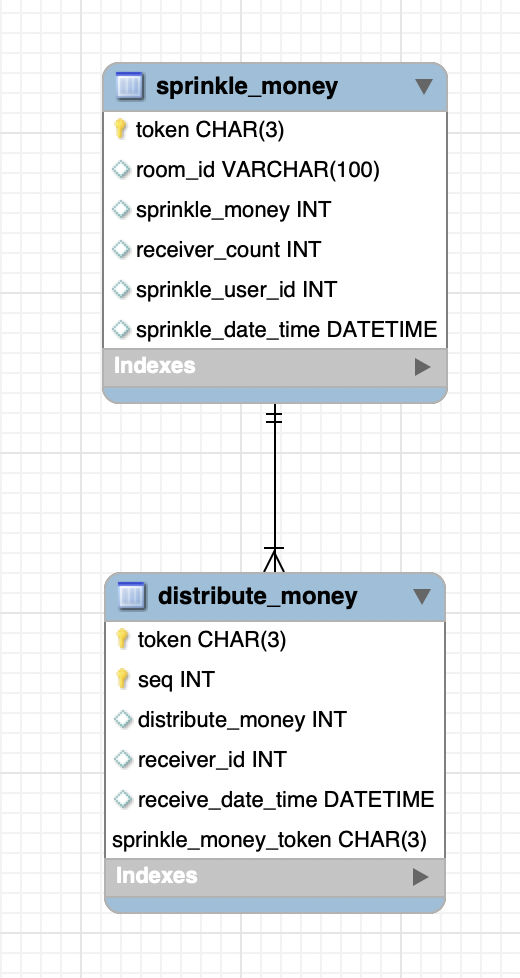 sprinkle_money
token CHAR(3)
room_id VARCHAR(100)
sprinkle_money INT
receiver_count INT
sprinkle_user_id INT
sprinkle_date_time DATETIME
Indexes
distribute_money
token CHAR(3)
seq INT
distribute_money INT
receiver_id INT
receive_date_time DATETIME
sprinkle_money_token CHAR(3)
Indexes